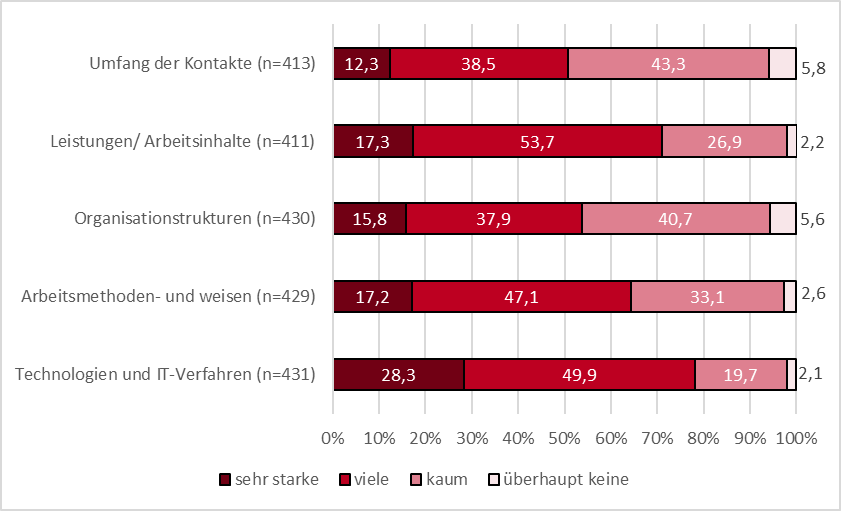 Umfang der Kontakte (n=413) 12,3 38,5 43,3 5,8
Leistungen/ Arbeitsinhalte (n=411) 17,3 53,7 26,9 2,2
Organisationstrukturen (n=430) 15,8 37,9 40,7 5,6
Arbeitsmethoden- und weisen (n=429) 17,2 47,1 33,1 2,6
Technologien und IT-Verfahren (n=431) 28,3 49,9 19,7 2,1
0% 10% 20% 30% 40% 50% 60% 70% 80% 90% 100%
sehr starke viele kaum überhaupt keine